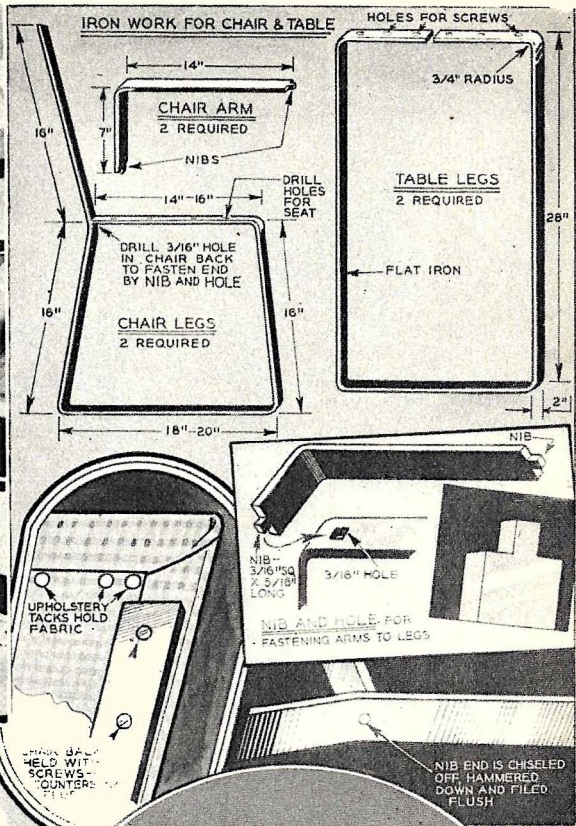 IRON WORK FOR CHAIR & TABLE
HOLES FOR SCREWS
14"
3/4" RADIUS
7"
CHAIR ARM
2 REQUIRED
16"
NIBS
14"-16"
DRILL
HOLES
FOR
SEAT
TABLE LEGS
2 REQUIRED
28"
DRILL 3/16" HOLE
IN CHAIR BACK
TO FASTEN END
BY NIB AND HOLE
16"
16"
FLAT IRON
CHAIR LEGS
2 REQUIRED
2"
18"-20"
NIB
NIB-
3/16" SQ
X 5/16"
LONG
3/16" HOLE
NIB AND HOLE FOR
FASTENING ARMS TO LEGS
UPHOLSTERY
TACKS HOLD
FABRIC
CHAIR BACK
HELD WITH
SCREWS-
NIB END IS CHISELED
OFF, HAMMERED
DOWN AND FILED
FLUSH